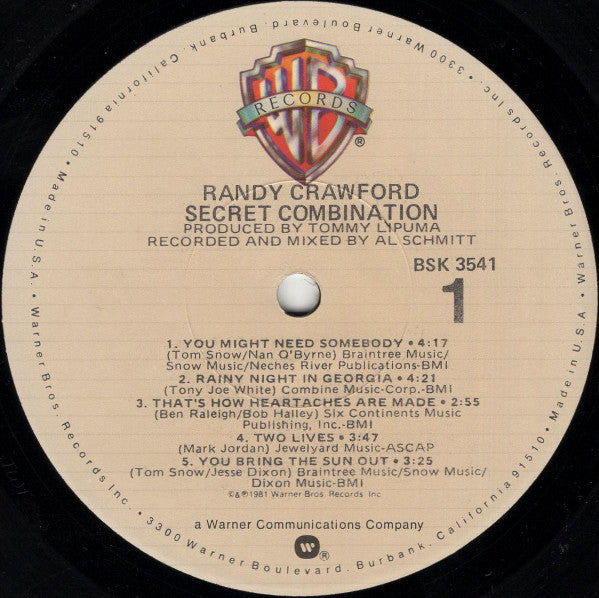 WB
RECORDS
®
RANDY CRAWFORD
SECRET COMBINATION
PRODUCED BY TOMMY LIPUMA
RECORDED AND MIXED BY AL SCHMITT
BSK 3541
1
1. YOU MIGHT NEED SOMEBODY • 4:17
(Tom Snow/Nan O'Byrne) Braintree Music/
Snow Music/Neches River Publications-BMI
2. RAINY NIGHT IN GEORGIA • 4:21
(Tony Joe White) Combine Music-Corp.-BMI
3. THAT'S HOW HEARTACHES ARE MADE • 2:55
(Ben Raleigh/Bob Halley) Six Continents Music
Publishing, Inc.-BMI
4. TWO LIVES • 3:47
(Mark Jordan) Jewelyard Music-ASCAP
5. YOU BRING THE SUN OUT • 3:25
(Tom Snow/Jesse Dixon) Braintree Music/Snow Music/
Dixon Music-BMI
©&℗1981 Warner Bros. Records Inc
a Warner Communications Company
®
Warner Bros. Records Inc. • 3300 Warner Boulevard, Burbank, California 91510 • Made in U.S.A. •
Warner Bros. Records Inc. • 3300 Warner Boulevard, Burbank, California 91510 • Made in U.S.A. •